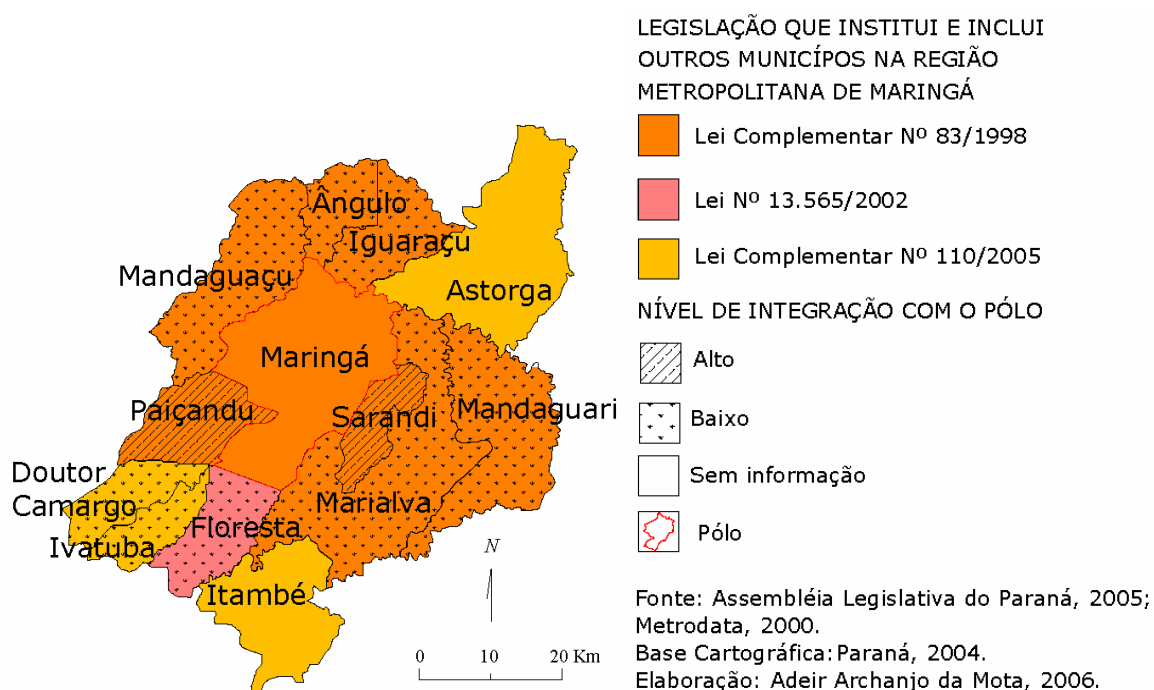 LEGISLAÇÃO QUE INSTITUI E INCLUI
OUTROS MUNICÍPOS NA REGIÃO
METROPOLITANA DE MARINGÁ
Lei Complementar Nº 83/1998
Lei Nº 13.565/2002
Lei Complementar Nº 110/2005
NÍVEL DE INTEGRAÇÃO COM O PÓLO
Alto
Baixo
Sem informação
Pólo
Ângulo
Iguaraçu
Mandaguaçu
Astorga
Maringá
Paiçandu
Sarandi
Mandaguari
Doutor
Camargo
Marialva
Floresta
Ivatuba
Itambé
N
0 10 20 Km
Fonte: Assembléia Legislativa do Paraná, 2005;
Metrodata, 2000.
Base Cartográfica: Paraná, 2004.
Elaboração: Adeir Archanjo da Mota, 2006.